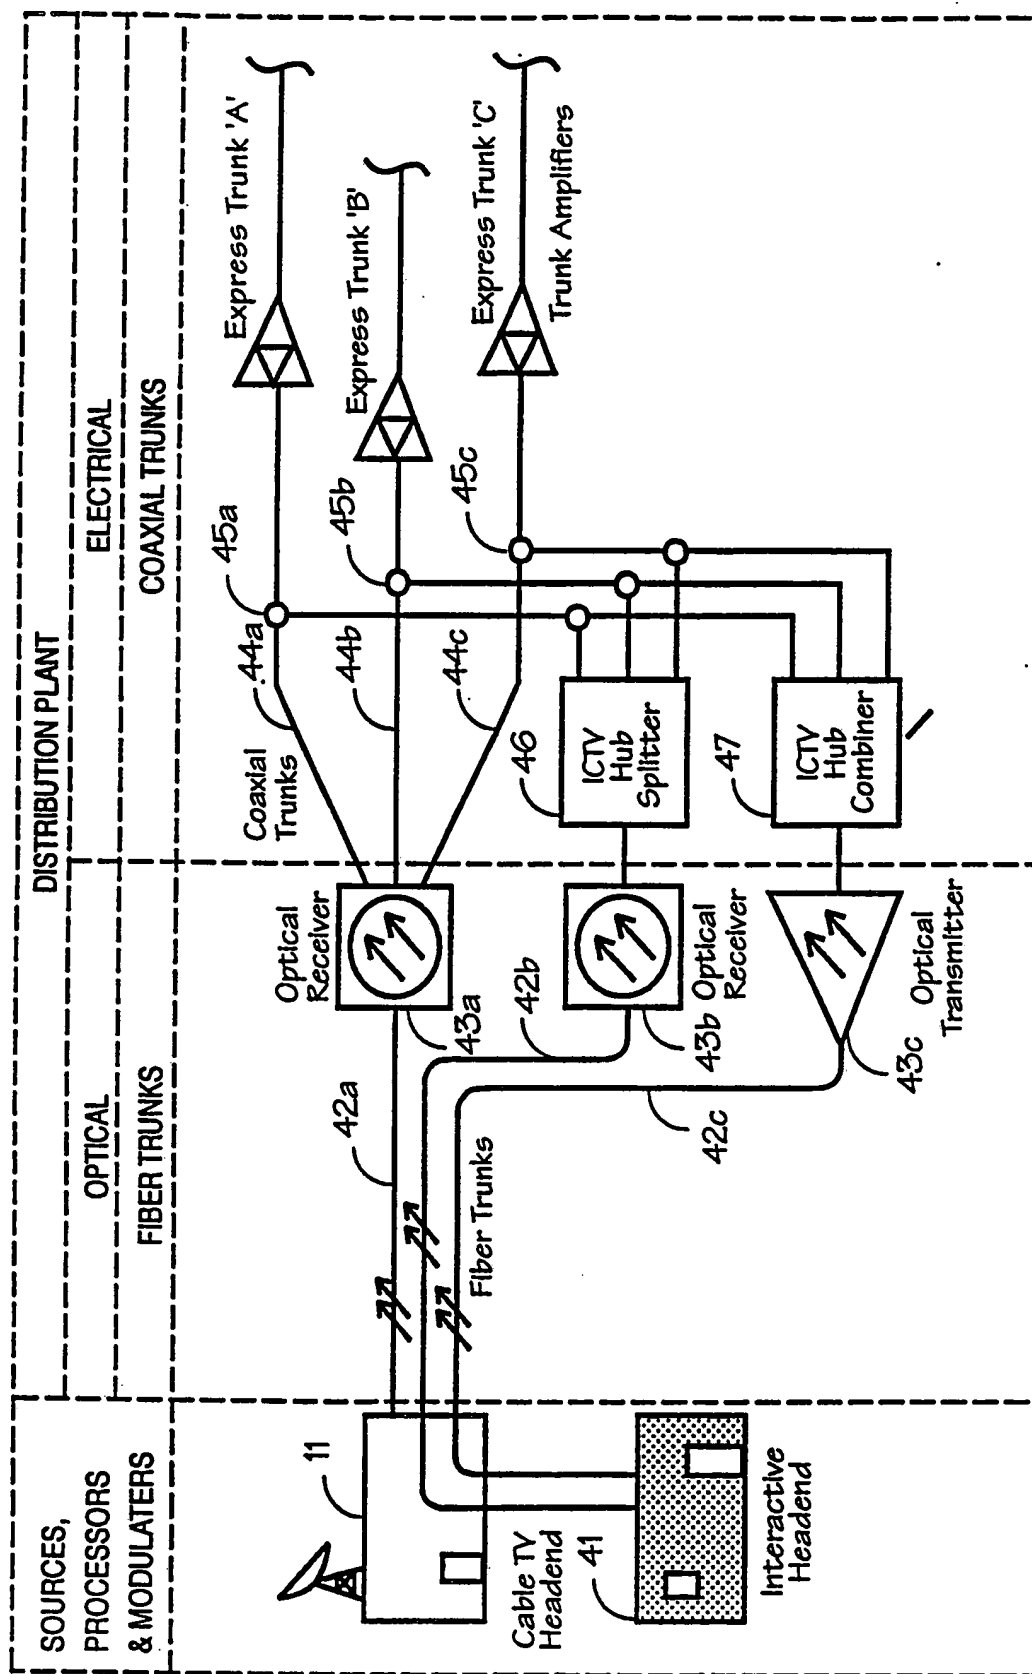 SOURCES,
PROCESSORS
& MODULATERS
DISTRIBUTION PLANT
OPTICAL
ELECTRICAL
FIBER TRUNKS
COAXIAL TRUNKS
11
Cable TV
Headend
41
Interactive
Headend
42a
Fiber Trunks
42b
42c
Optical
Receiver
43a
43b
Optical
Receiver
43c
Optical
Transmitter
Coaxial
Trunks
44a
44b
44c
45a
45b
45c
46
ICTV
Hub
Splitter
47
ICTV
Hub
Combiner
Express Trunk 'A'
Express Trunk 'B'
Express Trunk 'C'
Trunk Amplifiers